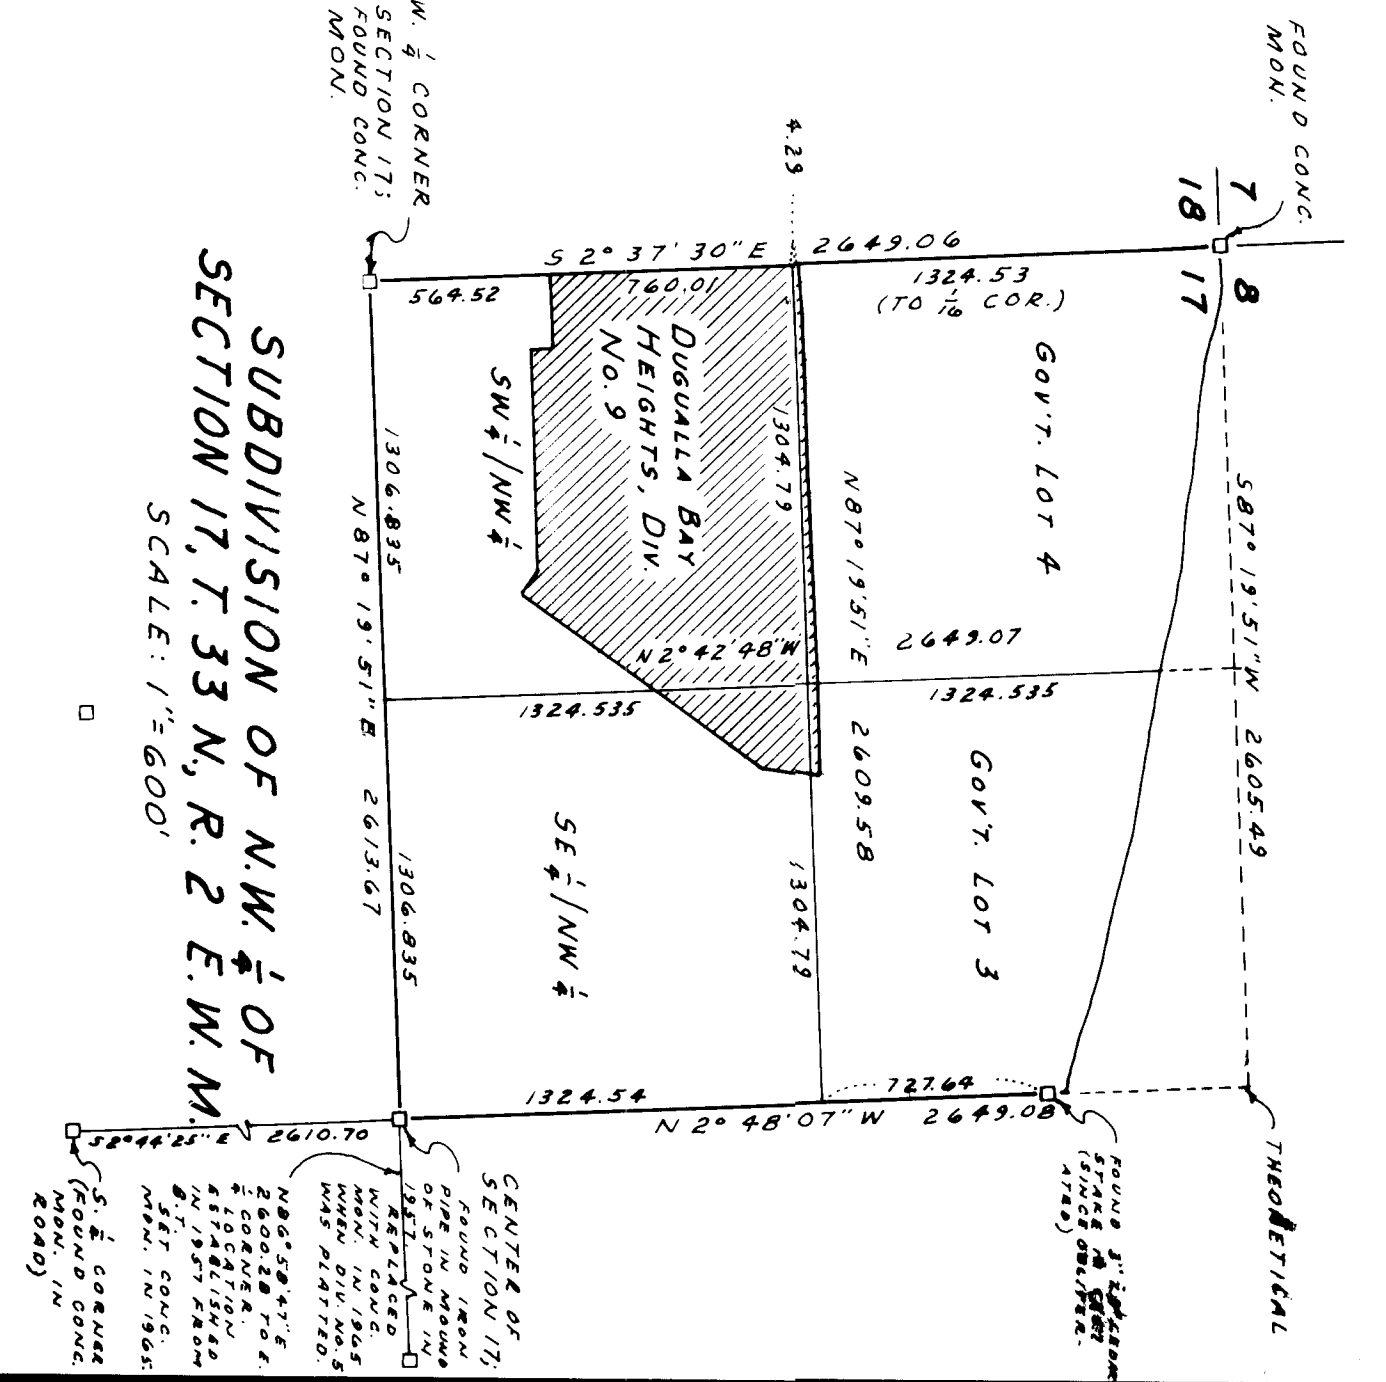 FOUND CONC.
MON.
7 8
18 17
W. 1/4 CORNER
SECTION 17;
FOUND CONC.
MON.
4.29
S 2° 37' 30" E 2649.06
564.52
760.01
1324.53
(TO 1/16 COR.)
GOV'T. LOT 4
S87° 19'51"W 2605.49
DUGUALLA BAY
HEIGHTS, DIV.
NO. 9
SW 1/4 / NW 1/4
1304.79
N87° 19'51"E 2609.58
N 2° 42'48"W
2649.07
1324.535
1324.535
1306.835
N 87° 19' 51" E 2613.67
1306.835
GOV'T. LOT 3
SE 1/4 / NW 1/4
1304.79
727.64
1324.54
N 2° 48'07" W 2649.08
THEORETICAL
FOUND 3"
STAKE
(SINCE OBLITER-
ATED)
CENTER OF
SECTION 17;
FOUND IRON
PIPE IN MOUND
OF STONE IN
1957.
REPLACED
WITH CONC.
MON. IN 1965
WHEN DIV. NO. 5
WAS PLATTED.
N86° 58'47"E
2600.28 TO E.
1/4 CORNER.
1/4 LOCATION
ESTABLISHED
IN 1957 FROM
B.T.
SET CONC.
MON. IN 1965.
S2°44'25"E 2610.70
S. 1/4 CORNER
(FOUND CONC.
MON. IN
ROAD)
SUBDIVISION OF N.W. 1/4 OF
SECTION 17, T. 33 N., R. 2 E. W. M.
SCALE: 1"=600'